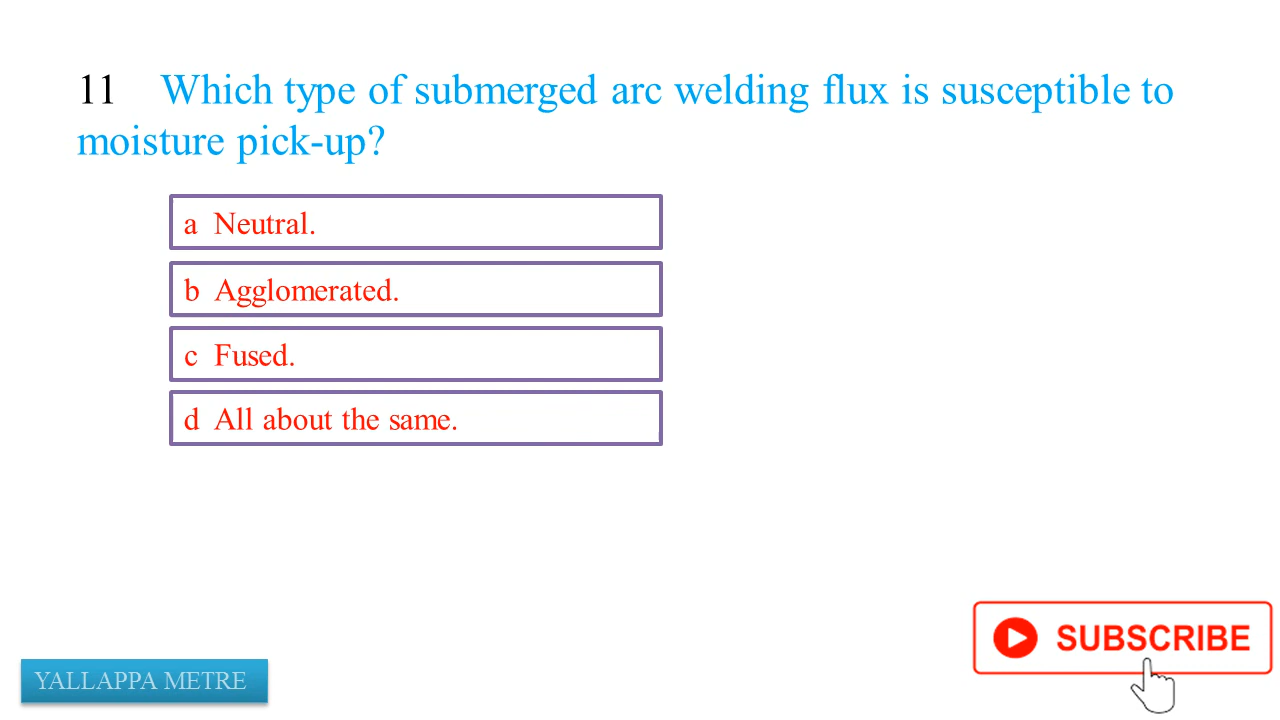 11 Which type of submerged arc welding flux is susceptible to
moisture pick-up?
a Neutral.
b Agglomerated.
c Fused.
d All about the same.
SUBSCRIBE
YALLAPPA METRE